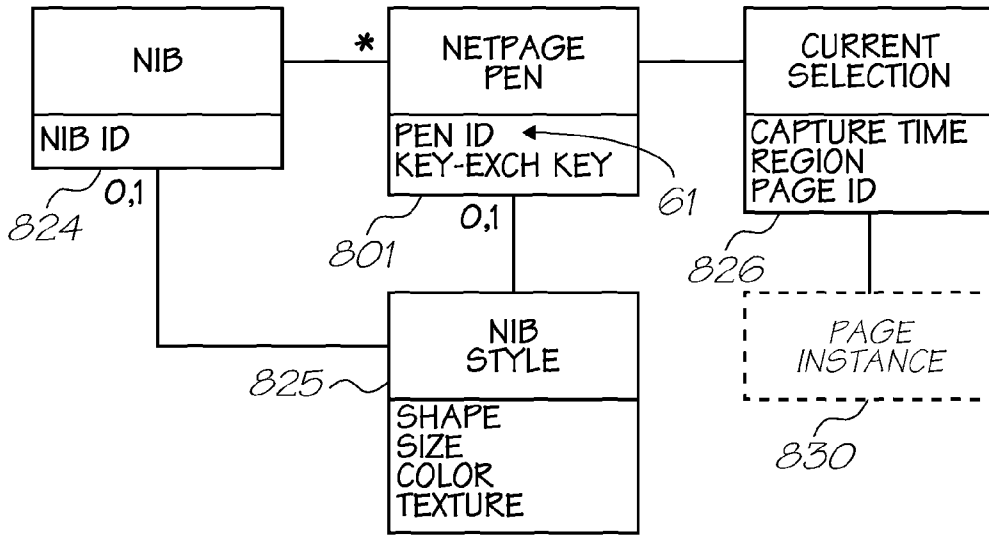 NIB
NIB ID
824
0,1
*
NETPAGE
PEN
PEN ID
KEY-EXCH KEY
61
801
0,1
CURRENT
SELECTION
CAPTURE TIME
REGION
PAGE ID
826
NIB
STYLE
825
SHAPE
SIZE
COLOR
TEXTURE
PAGE
INSTANCE
830